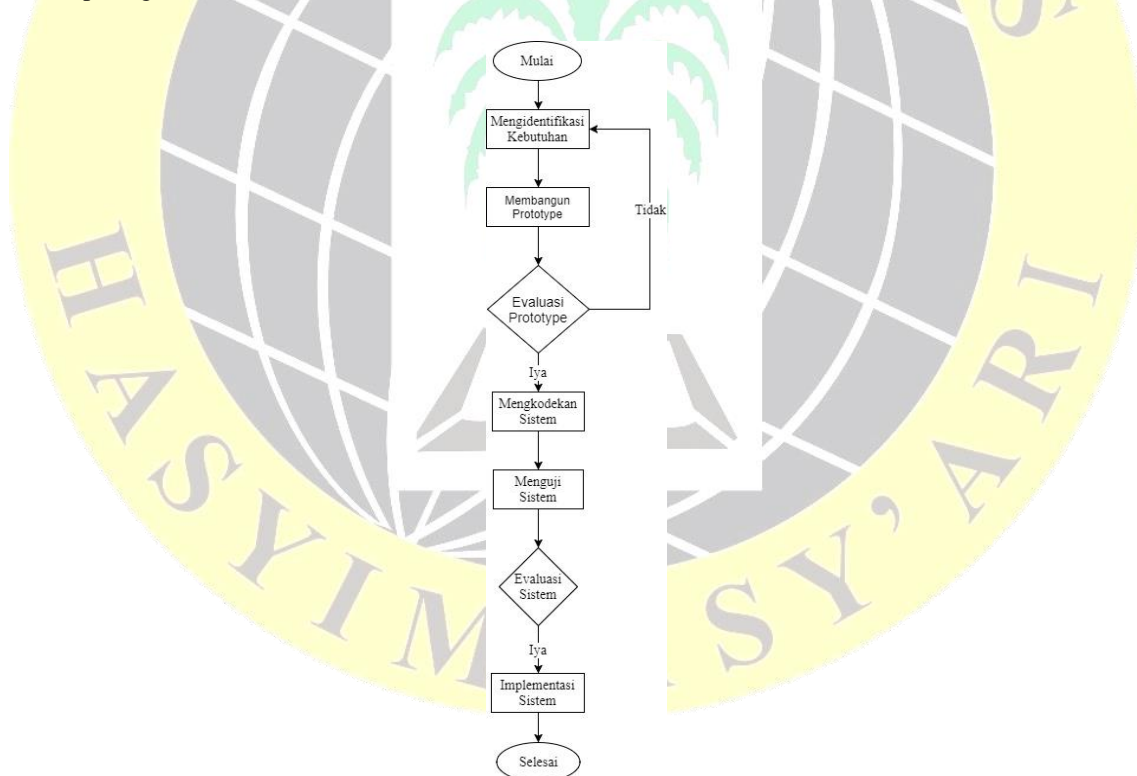 Mulai
Mengidentifikasi
Kebutuhan
Membangun
Prototype
Tidak
Evaluasi
Prototype
Iya
Mengkodekan
Sistem
Menguji
Sistem
Evaluasi
Sistem
Iya
Implementasi
Sistem
Selesai
HASYIM
SY'ARI